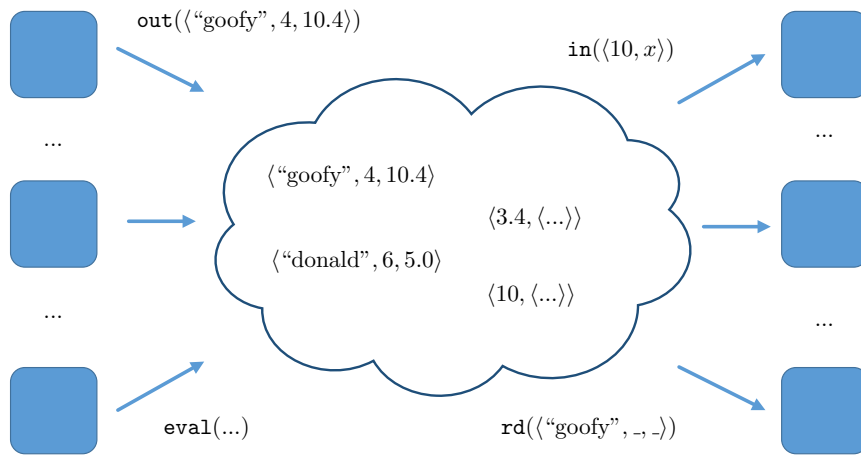 out(⟨“goofy”, 4, 10.4⟩)
in(⟨10, x⟩)
...
...
⟨“goofy”, 4, 10.4⟩
⟨3.4, ⟨...⟩⟩
⟨“donald”, 6, 5.0⟩
⟨10, ⟨...⟩⟩
...
...
eval(...)
rd(⟨“goofy”, _, _⟩)